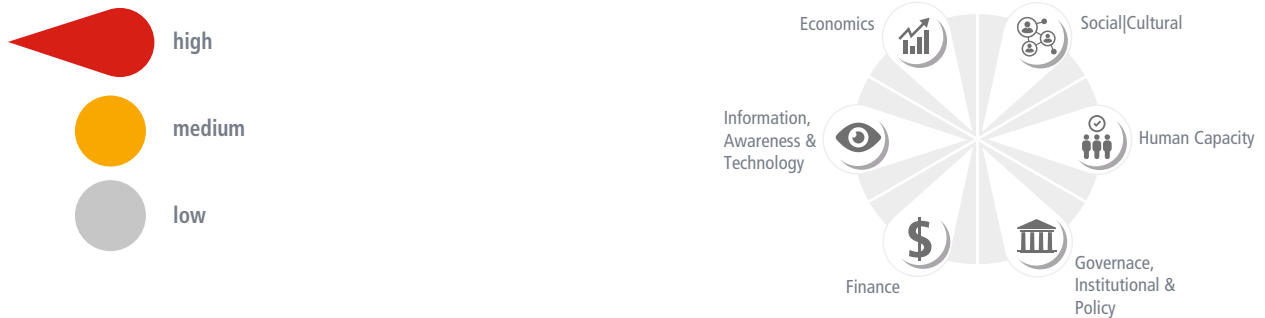 high
medium
low
Economics
Social|Cultural
Information,
Awareness &
Technology
Human Capacity
$
Finance
Governace,
Institutional &
Policy